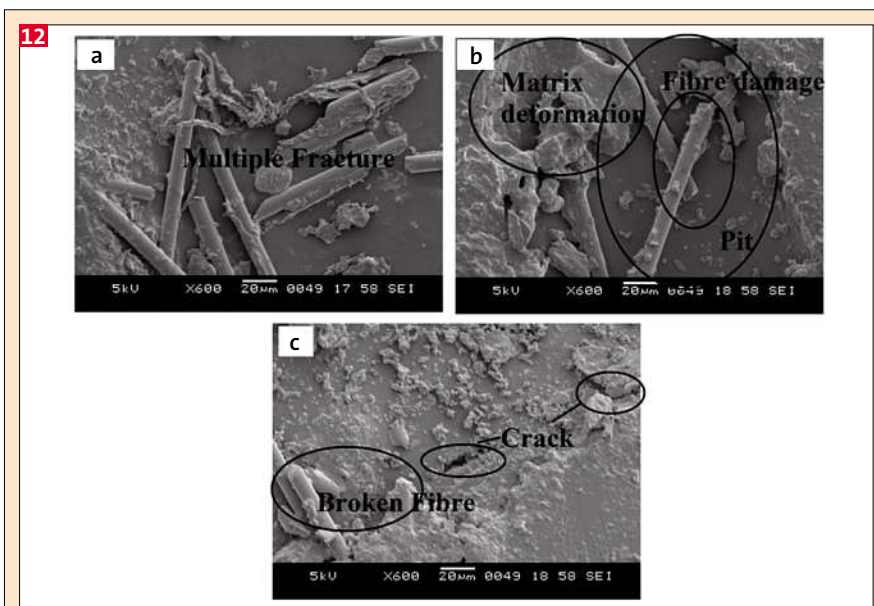 12
a
Multiple Fracture
5kV X600 20µm 0049 17 58 SEI
b
Matrix
deformation
Fibre damage
Pit
5kV X600 20µm 0049 18 58 SEI
c
Crack
Broken Fibre
5kV X600 20µm 0049 18 58 SEI